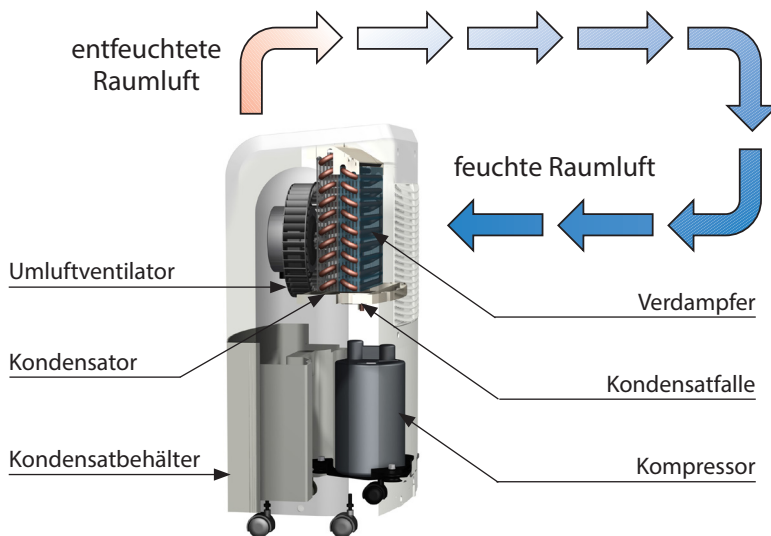 entfeuchtete
Raumluft
feuchte Raumluft
Umluftventilator
Verdampfer
Kondensator
Kondensatfalle
Kondensatbehälter
Kompressor